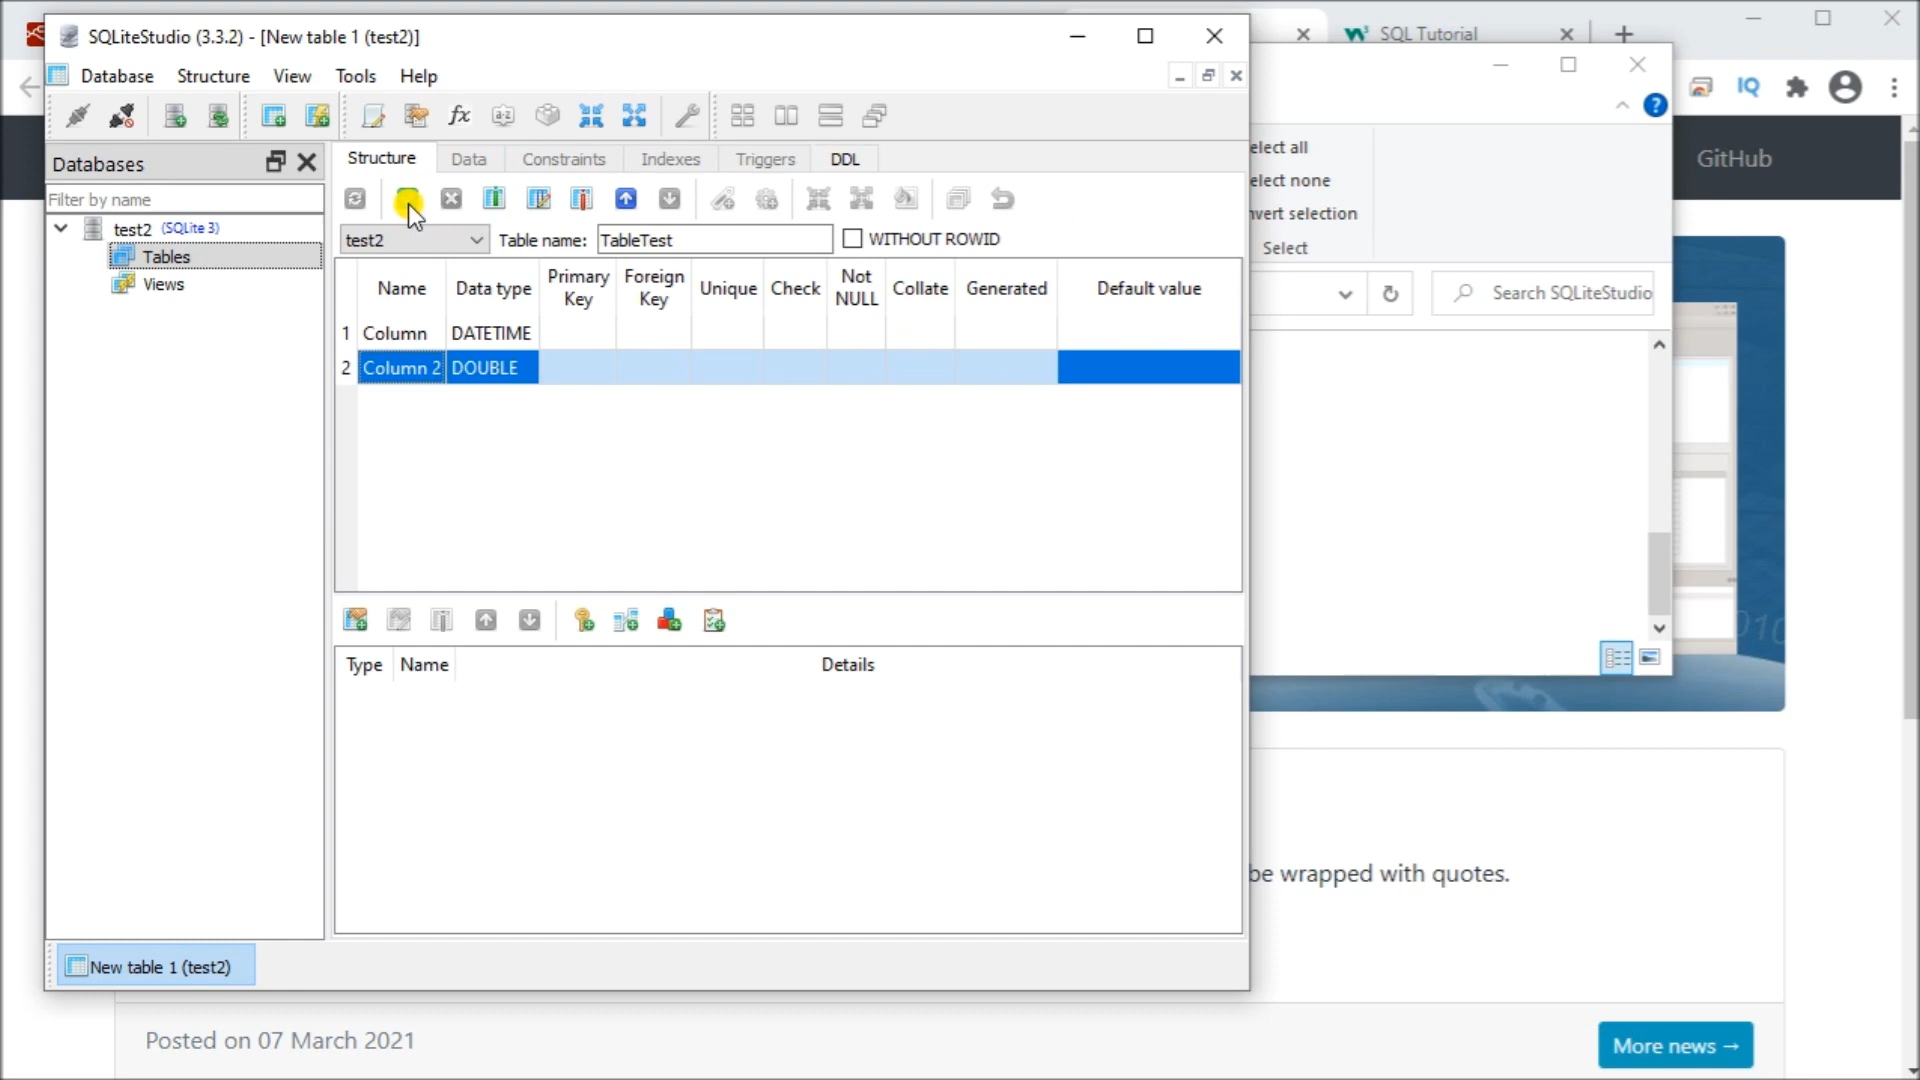 SQLiteStudio (3.3.2) - [New table 1 (test2)]
SQL Tutorial
Database Structure View Tools Help
IQ
Databases
Structure Data Constraints Indexes Triggers DDL
elect all
GitHub
Filter by name
elect none
test2 (SQLite 3)
nvert selection
test2 Table name: TableTest WITHOUT ROWID
Select
Tables
Views
Name Data type Primary Key Foreign Key Unique Check Not NULL Collate Generated Default value
Search SQLiteStudio
1 Column DATETIME
2 Column 2 DOUBLE
010
Type Name Details
be wrapped with quotes.
New table 1 (test2)
Posted on 07 March 2021
More news →